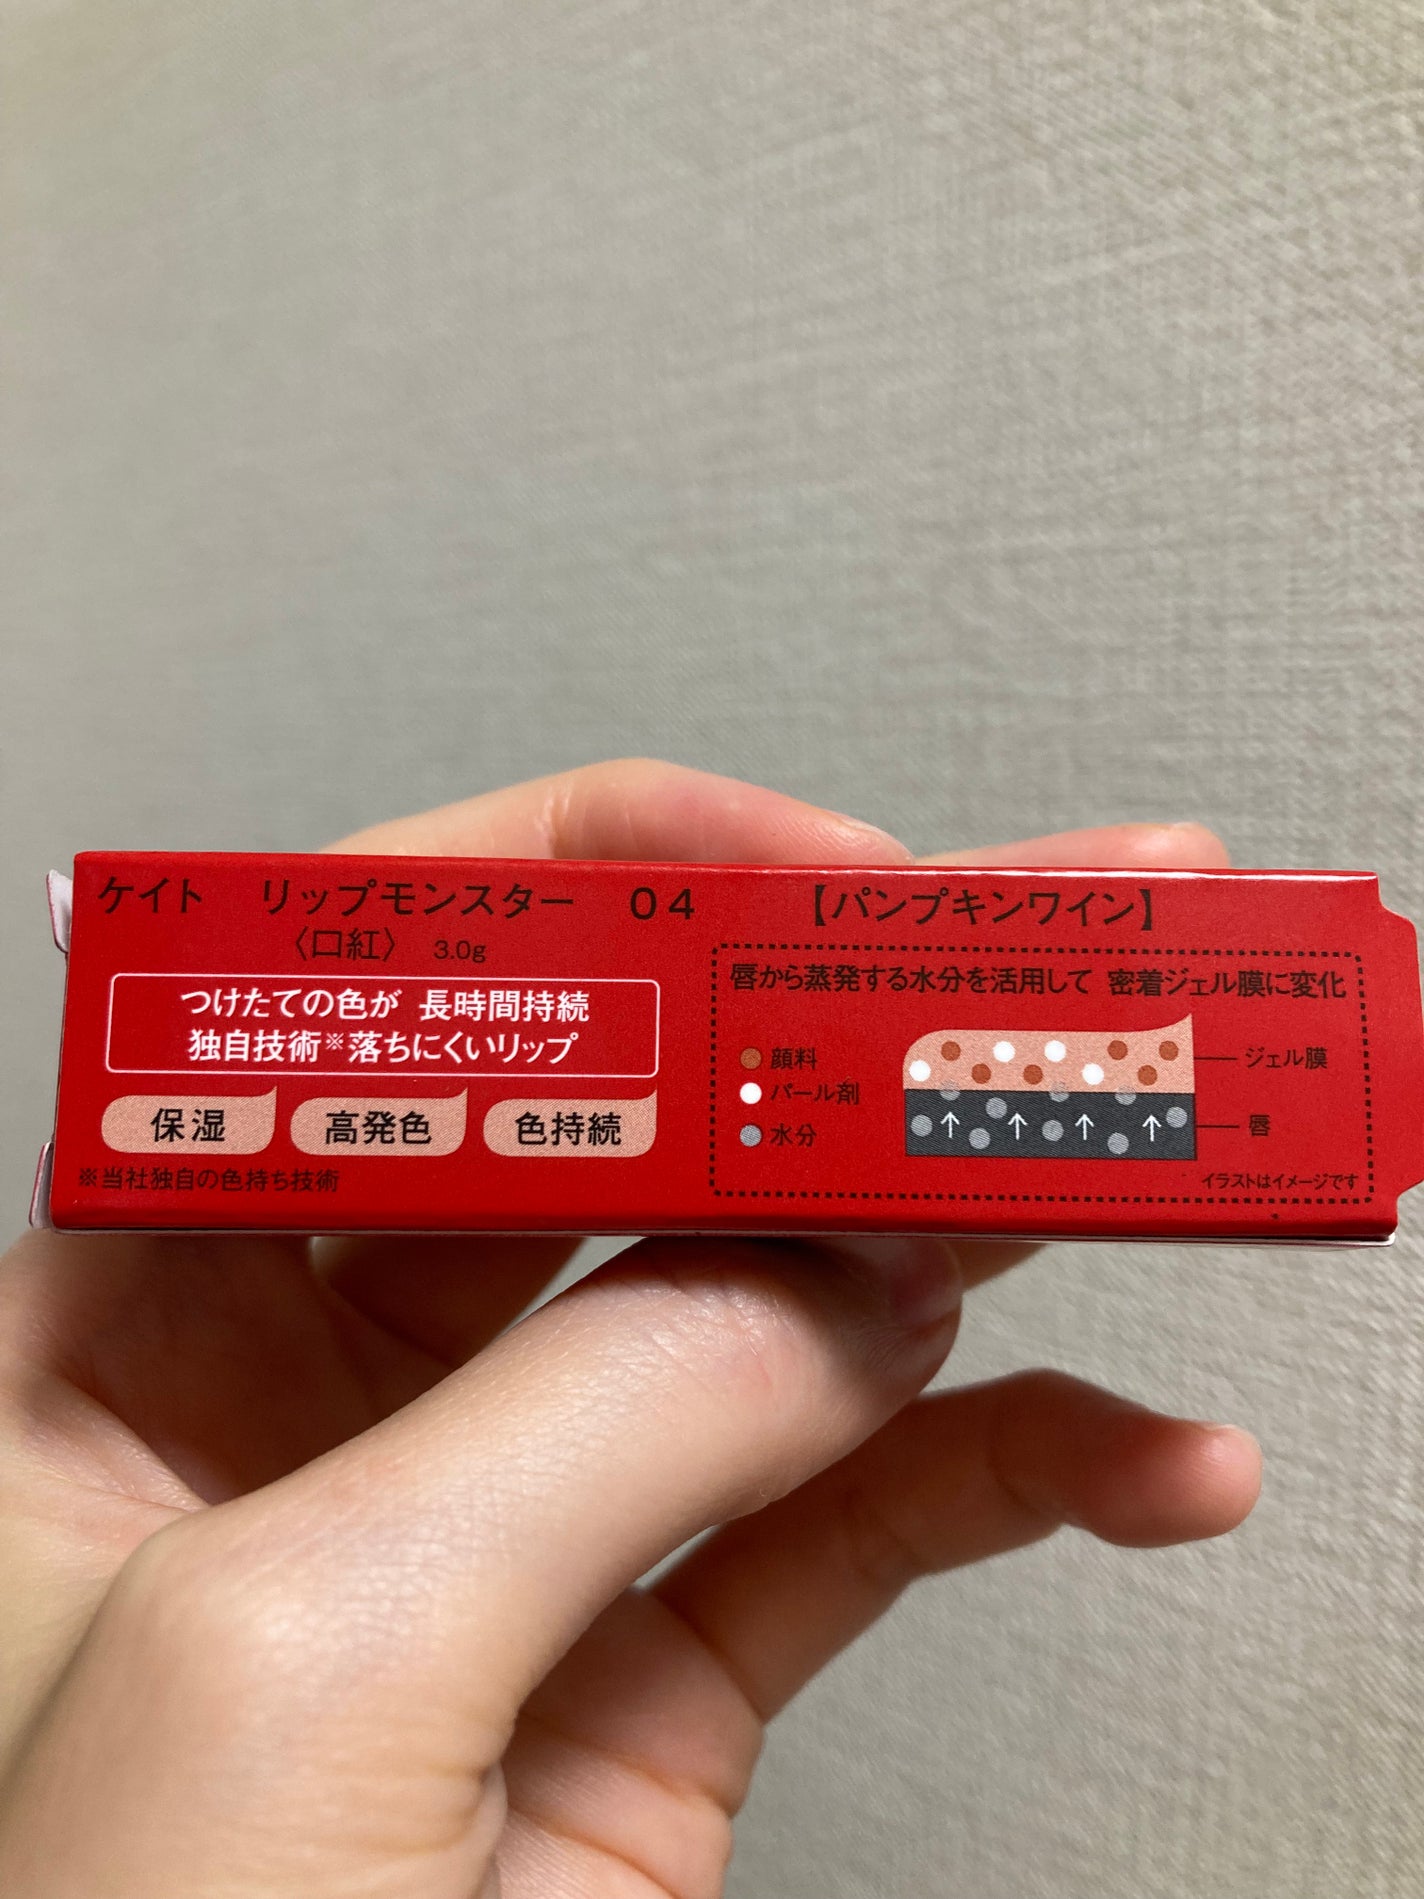 ケイト リップモンスター 04 【パンプキンワイン】
〈口紅〉 3.0g
つけたての色が 長時間持続
独自技術※落ちにくいリップ
保湿 高発色 色持続
※当社独自の色持ち技術
唇から蒸発する水分を活用して 密着ジェル膜に変化
顔料
パール剤
水分
ジェル膜
唇
イラストはイメージです